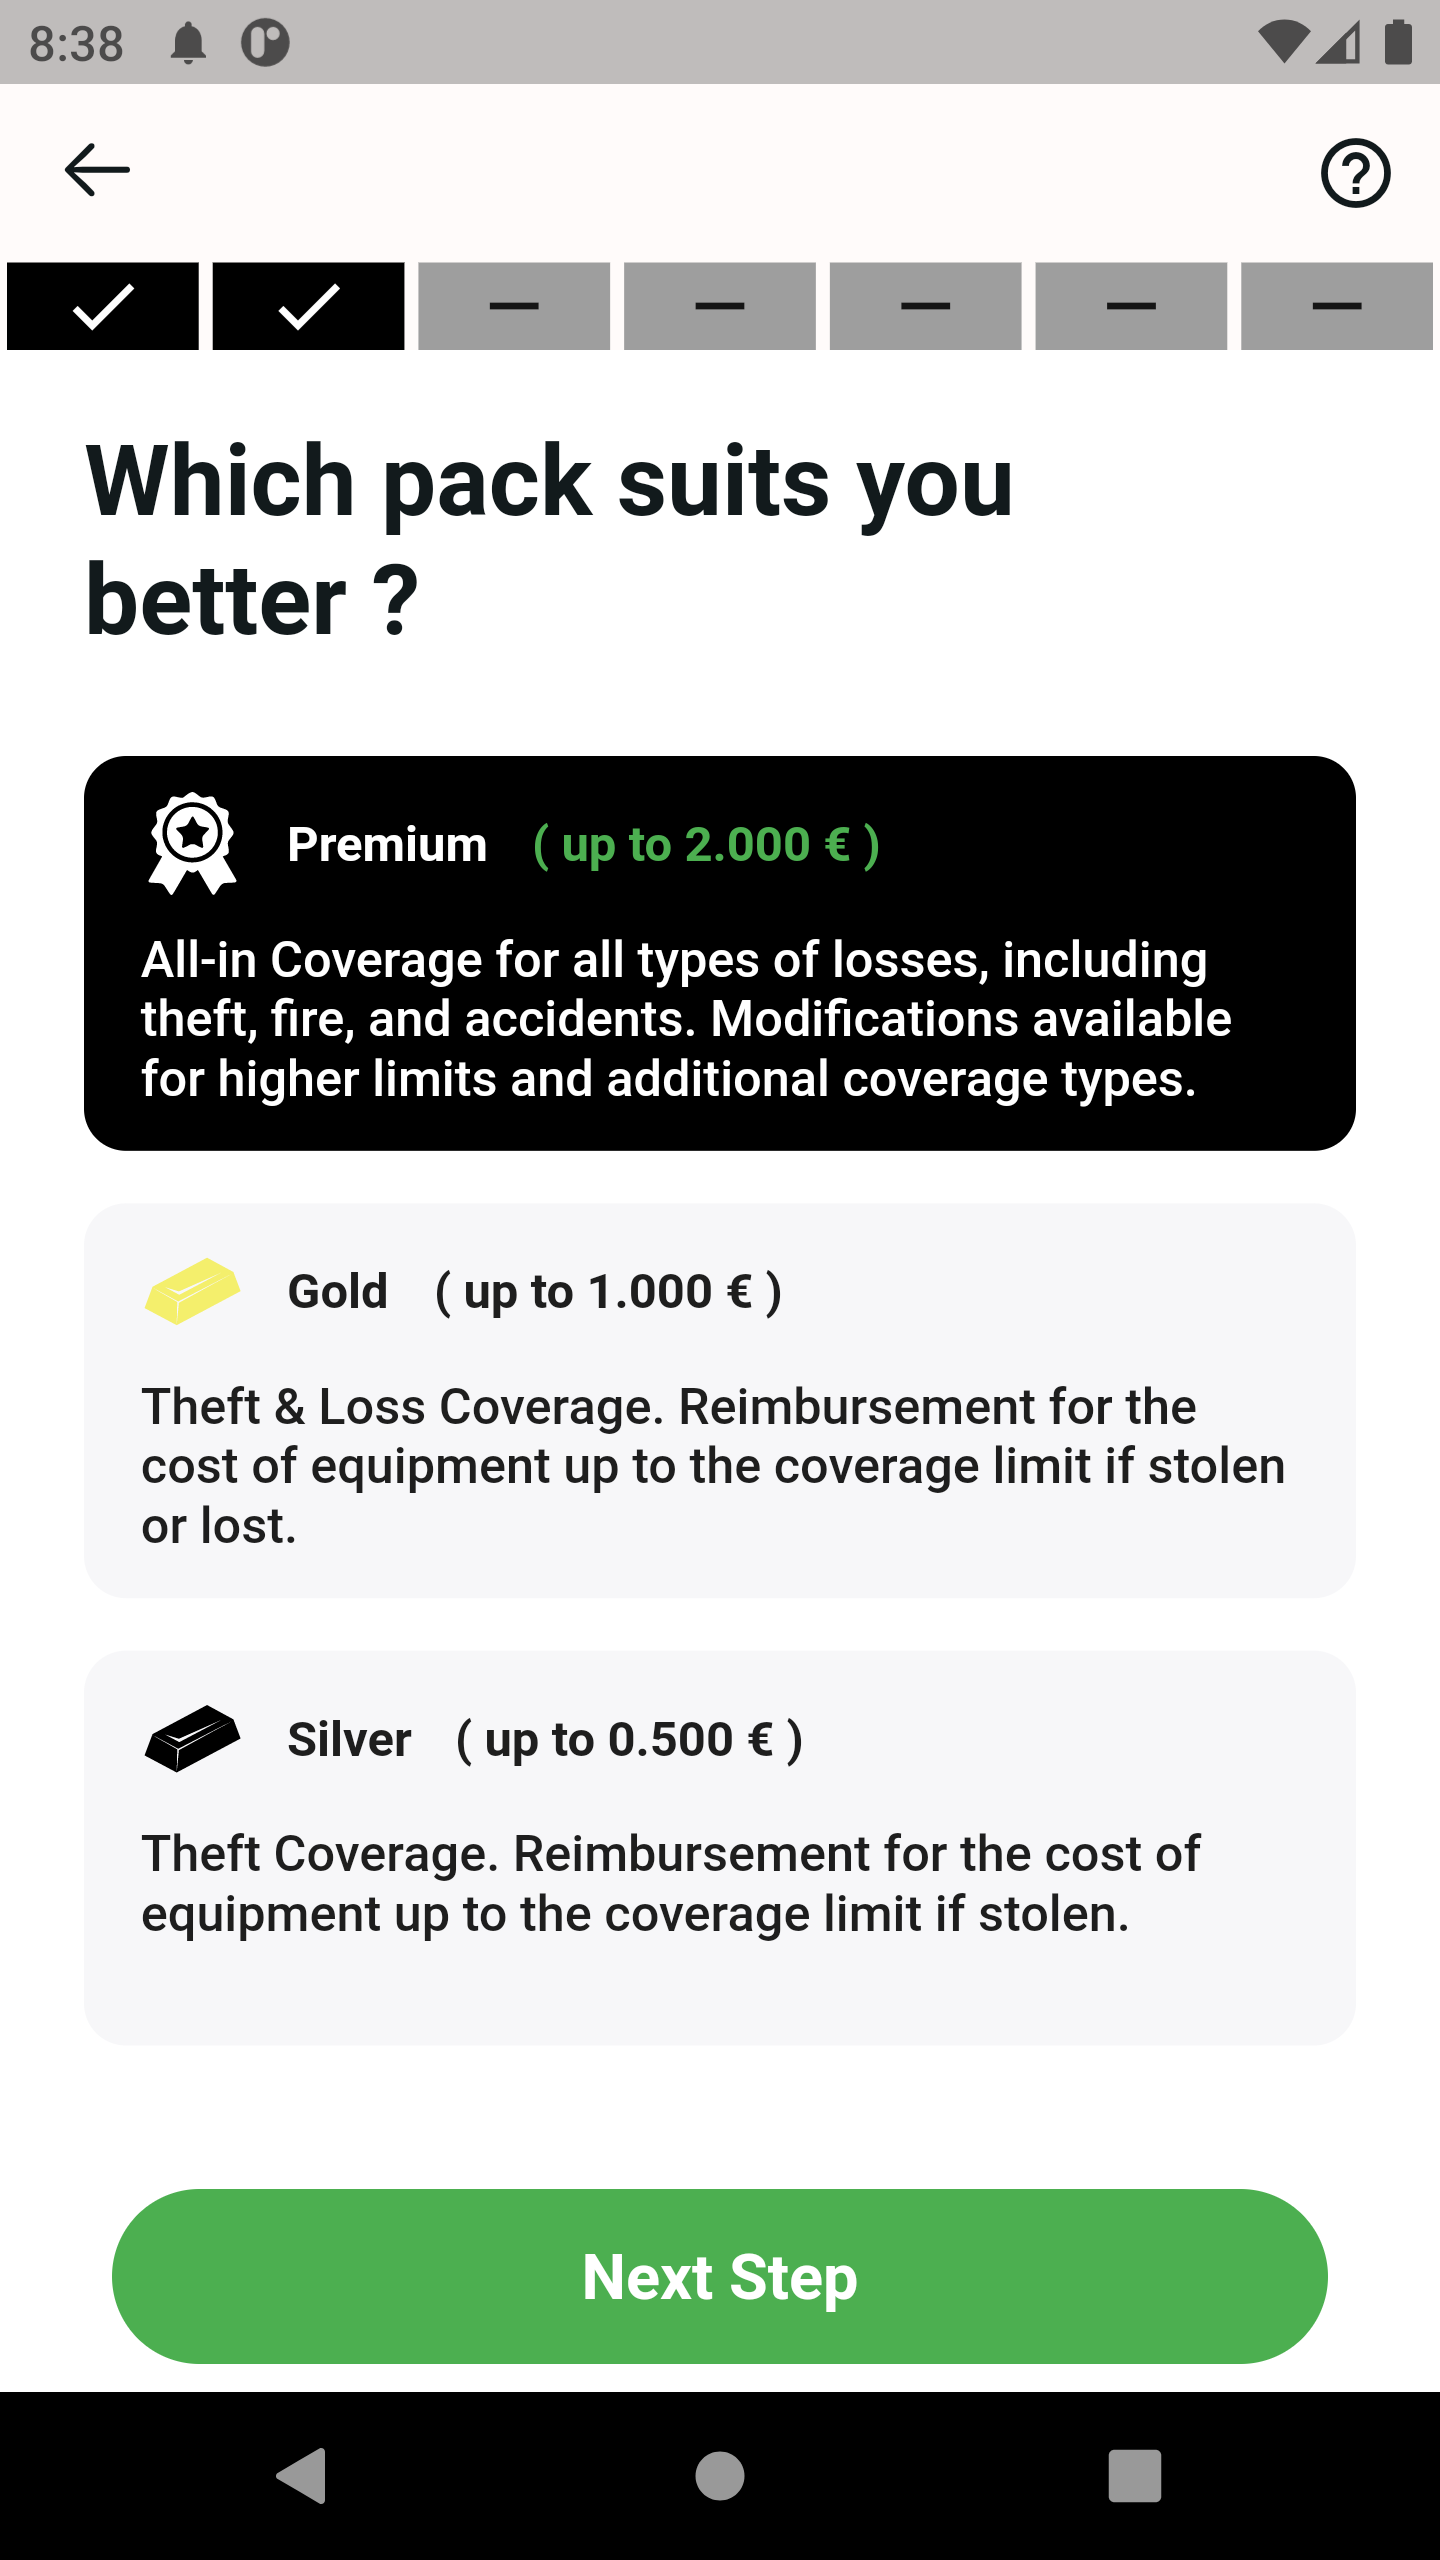 8:38
Which pack suits you
better ?
Premium ( up to 2.000 € )
All-in Coverage for all types of losses, including
theft, fire, and accidents. Modifications available
for higher limits and additional coverage types.
Gold ( up to 1.000 € )
Theft & Loss Coverage. Reimbursement for the
cost of equipment up to the coverage limit if stolen
or lost.
Silver ( up to 0.500 € )
Theft Coverage. Reimbursement for the cost of
equipment up to the coverage limit if stolen.
Next Step